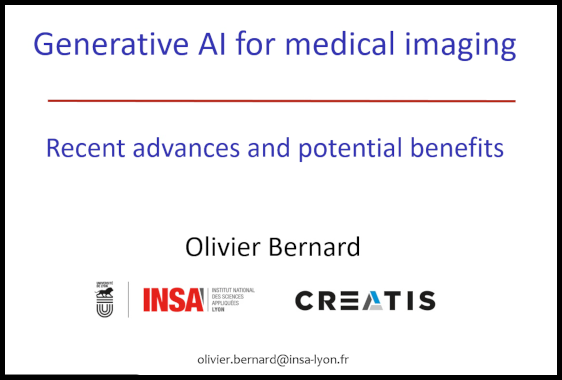 Generative AI for medical imaging
Recent advances and potential benefits
Olivier Bernard
UNIVERSITÉ
DE LYON
INSA
INSTITUT NATIONAL
DES SCIENCES
APPLIQUÉES
LYON
CREATIS
olivier.bernard@insa-lyon.fr